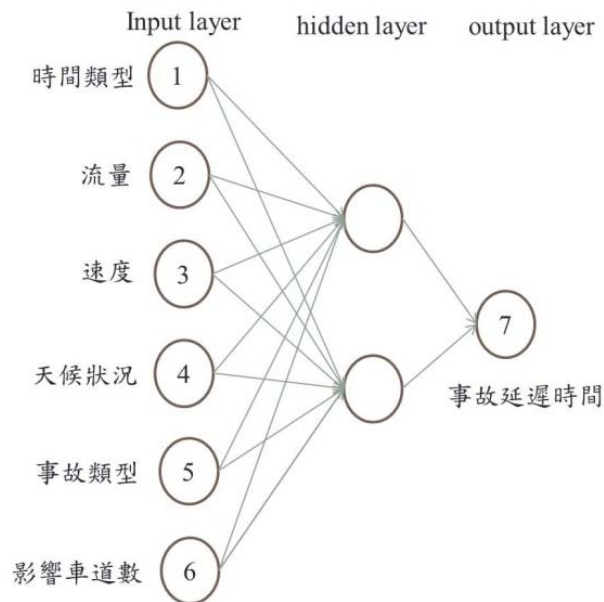 Input layer
hidden layer
output layer
時間類型
1
流量
2
速度
3
天候狀況
4
事故類型
5
影響車道數
6
7
事故延遲時間